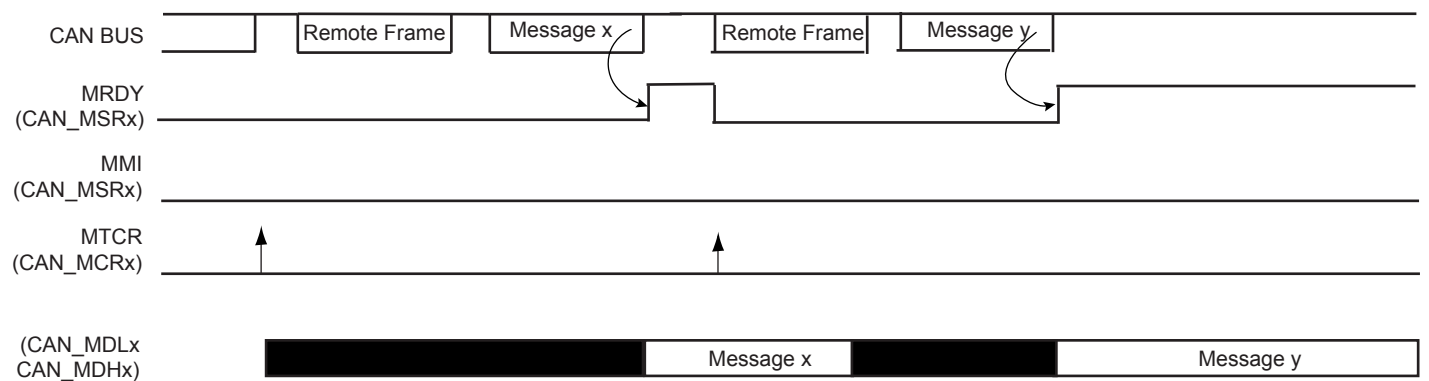 CAN BUS
Remote Frame
Message x
Remote Frame
Message y
MRDY
(CAN_MSRx)
MMI
(CAN_MSRx)
MTCR
(CAN_MCRx)
(CAN_MDLx
CAN_MDHx)
Message x
Message y